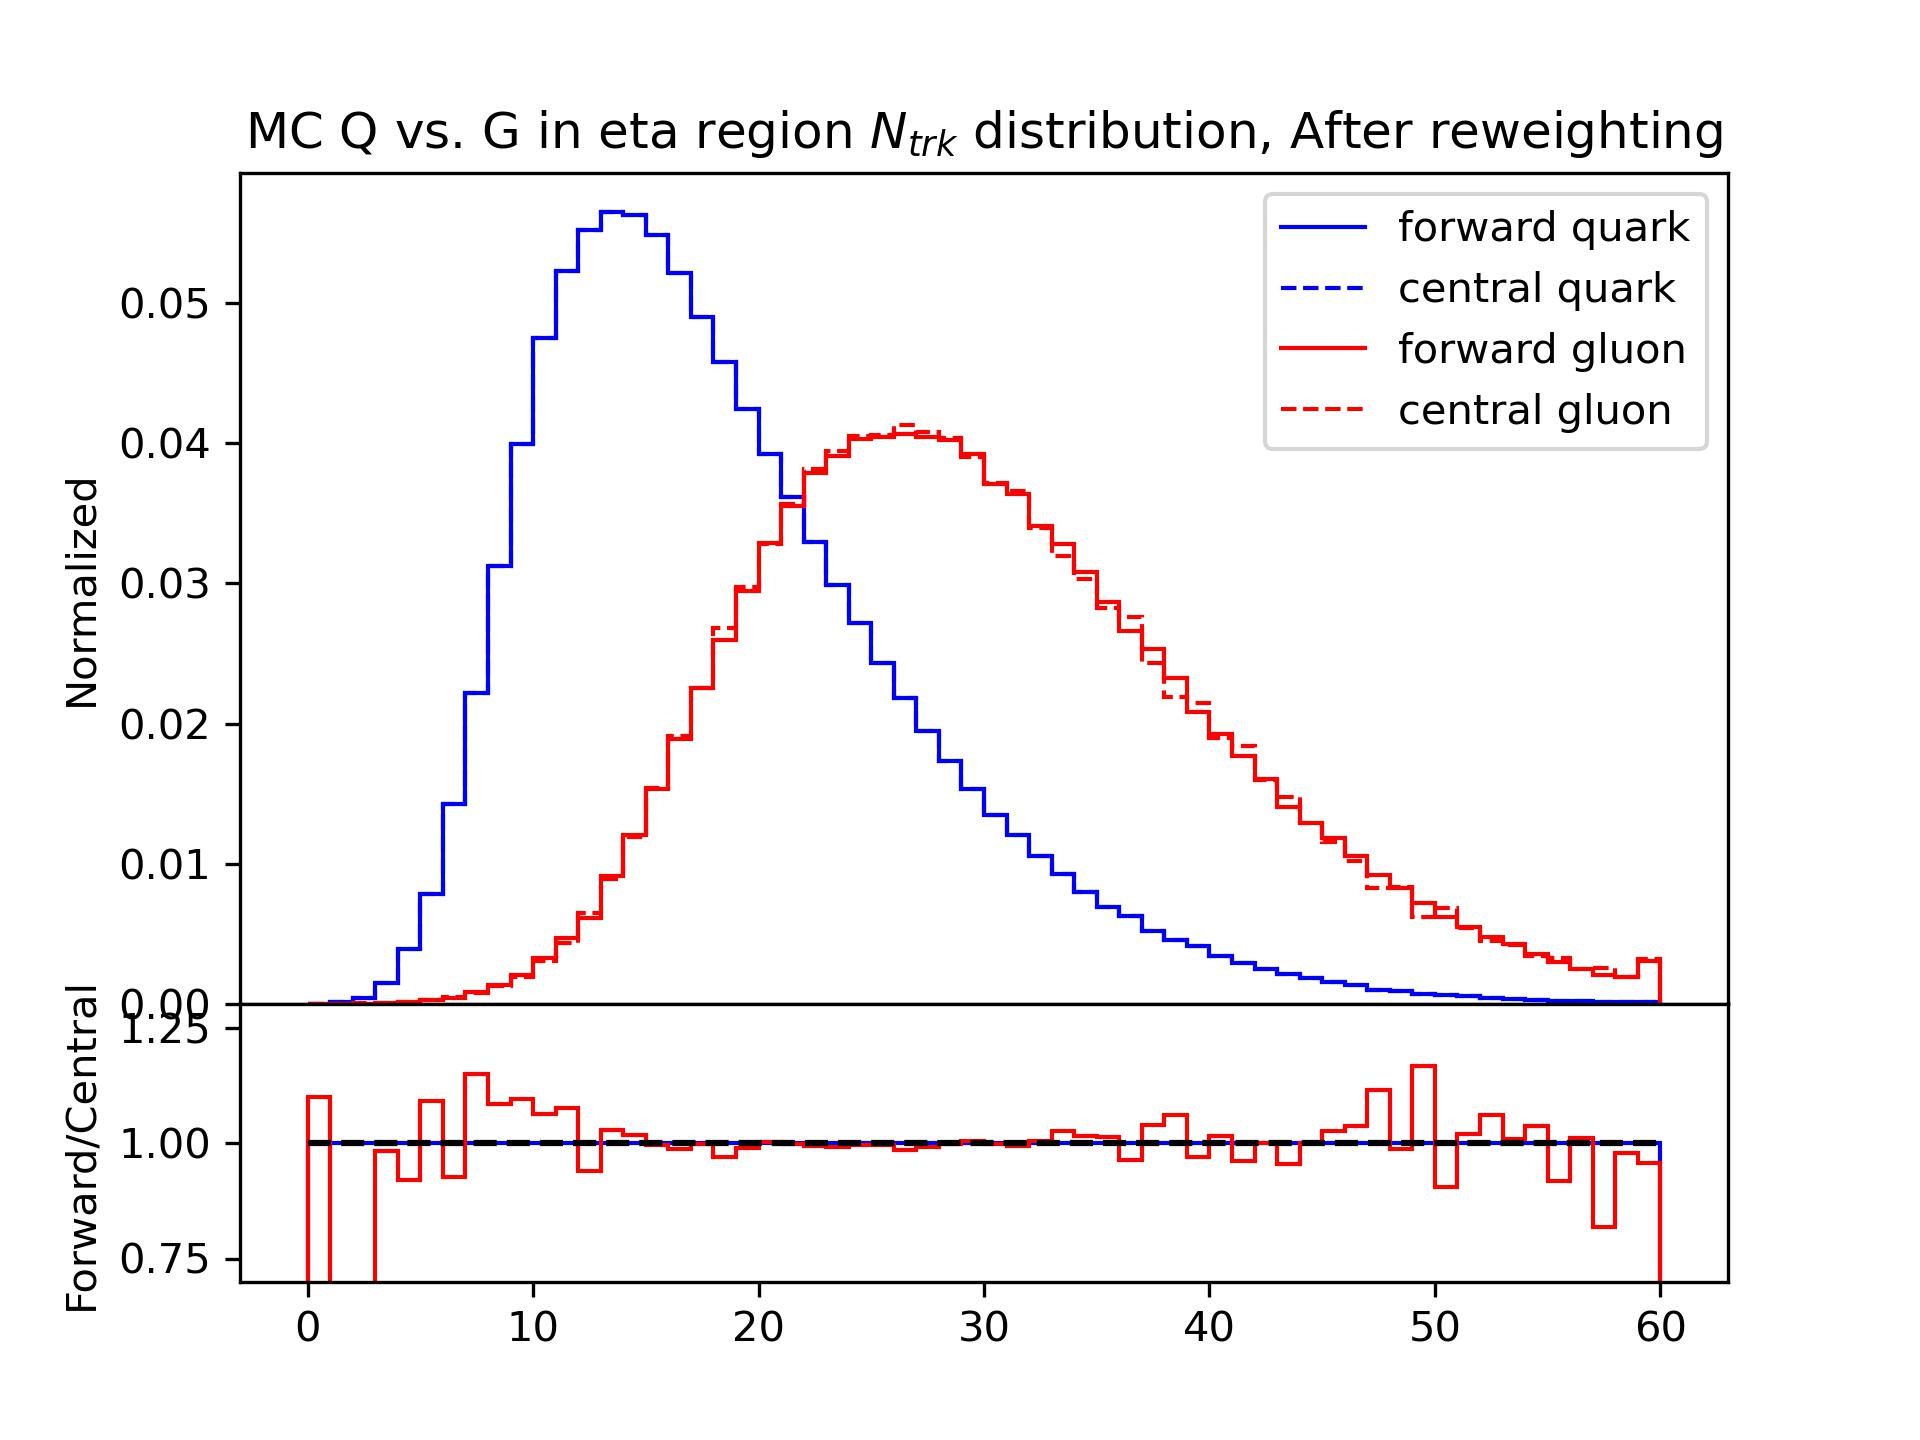 MC Q vs. G in eta region N_trk distribution, After reweighting
forward quark
central quark
forward gluon
central gluon
Normalized
0.05
0.04
0.03
0.02
0.01
0.00
Forward/Central
1.25
1.00
0.75
0 10 20 30 40 50 60